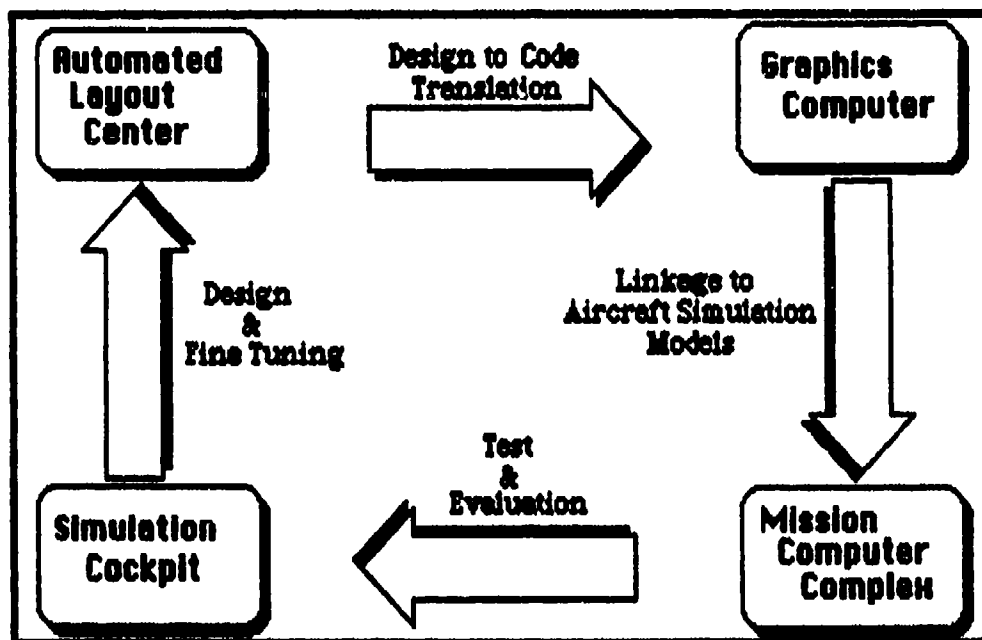 Automated
Layout
Center
Design to Code
Translation
Graphics
Computer
Linkage to
Aircraft Simulation
Models
Mission
Computer
Complex
Test
&
Evaluation
Simulation
Cockpit
Design
&
Fine Tuning